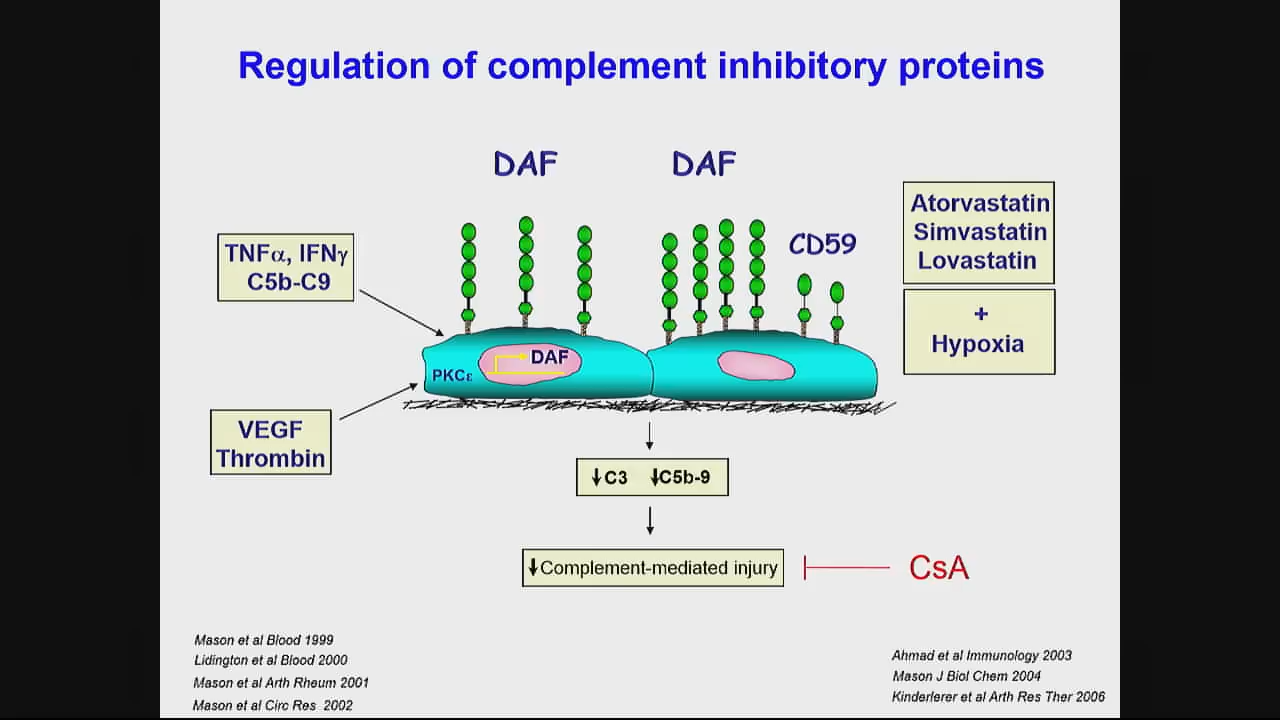 Regulation of complement inhibitory proteins
DAF
DAF
CD59
TNFα, IFNγ
C5b-C9
VEGF
Thrombin
DAF
PKCε
Atorvastatin
Simvastatin
Lovastatin
+
Hypoxia
↓C3 ↓C5b-9
↓Complement-mediated injury
CsA
Mason et al Blood 1999
Lidington et al Blood 2000
Mason et al Arth Rheum 2001
Mason et al Circ Res 2002
Ahmad et al Immunology 2003
Mason J Biol Chem 2004
Kinderlerer et al Arth Res Ther 2006